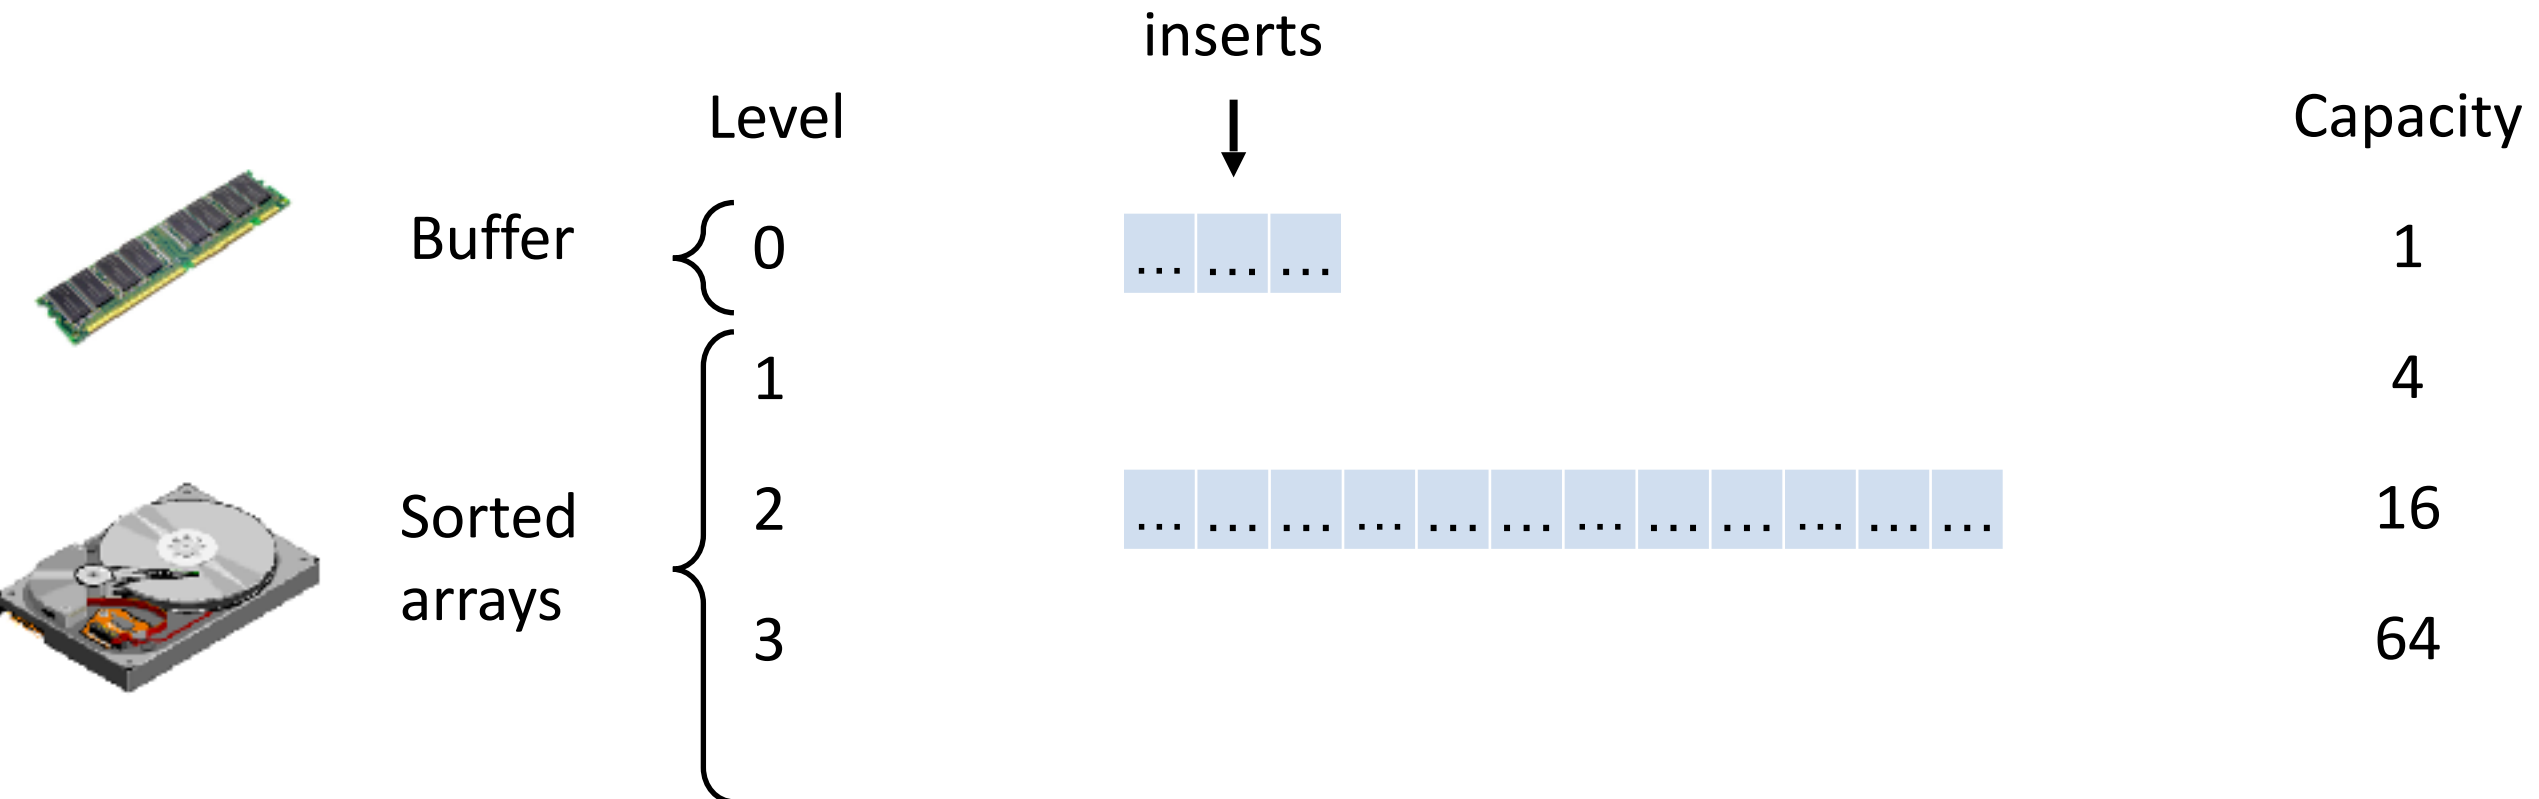 inserts
Level
Capacity
Buffer
0
... ... ...
1
1
4
Sorted
arrays
2
... ... ... ... ... ... ... ... ... ... ... ...
16
3
64